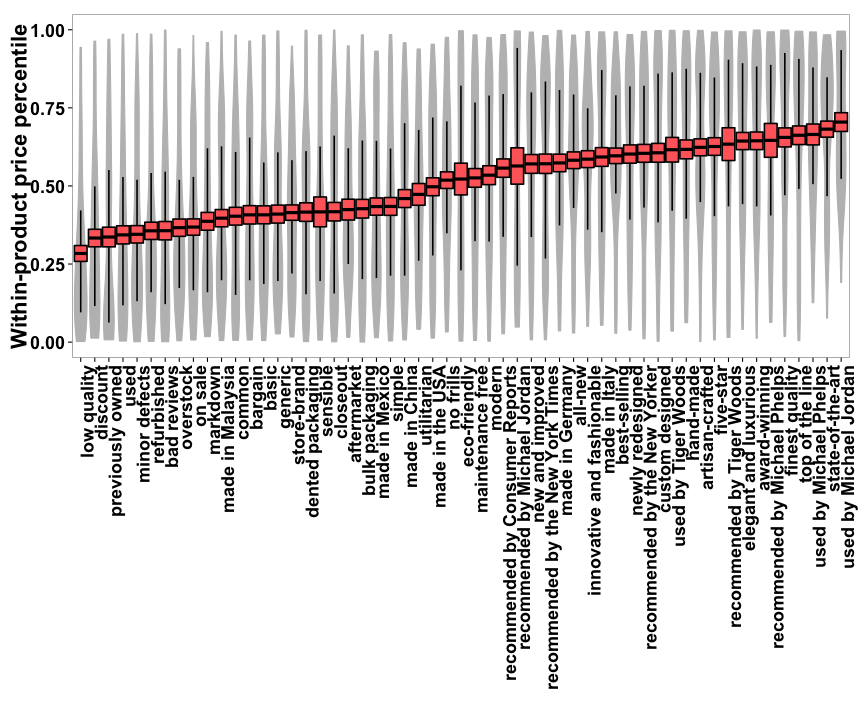 Within-product price percentile
1.00
0.75
0.50
0.25
0.00
low quality
discount
previously owned
used
minor defects
refurbished
bad reviews
overstock
on sale
markdown
made in Malaysia
common
bargain
basic
generic
store-brand
dented packaging
sensible
closeout
aftermarket
bulk packaging
made in Mexico
simple
made in China
utilitarian
made in the USA
no frills
eco-friendly
maintenance free
modern
recommended by Consumer Reports
recommended by Michael Jordan
new and improved
recommended by the New York Times
made in Germany
all-new
innovative and fashionable
made in Italy
best-selling
newly redesigned
recommended by the New Yorker
custom designed
used by Tiger Woods
hand-made
artisan-crafted
five-star
recommended by Tiger Woods
elegant and luxurious
award-winning
recommended by Michael Phelps
finest quality
top of the line
used by Michael Phelps
state-of-the-art
used by Michael Jordan